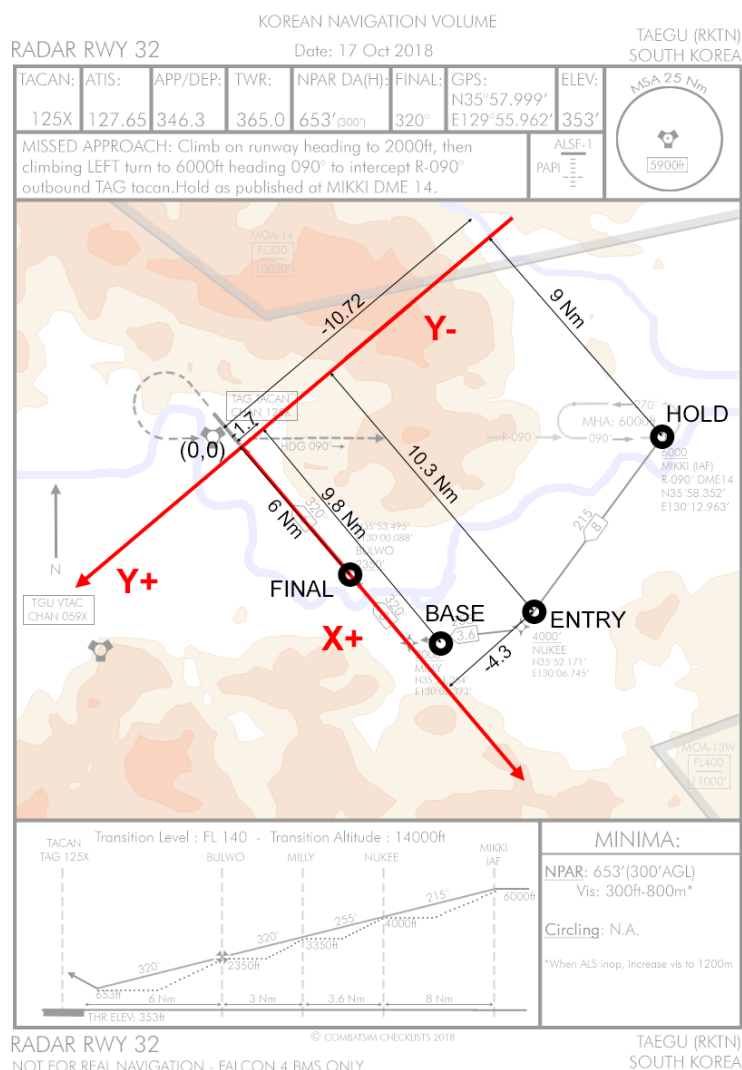 KOREAN NAVIGATION VOLUME
RADAR RWY 32
Date: 17 Oct 2018
TAEGU (RKTN)
SOUTH KOREA
TACAN: ATIS: APP/DEP: TWR: NPAR DA(H): FINAL: GPS: ELEV:
125X 127.65 346.3 365.0 653'(300') 320° N35°57.999' E129°55.962' 353'
MSA 25 Nm
5900ft
MISSED APPROACH: Climb on runway heading to 2000ft, then
climbing LEFT turn to 6000ft heading 090° to intercept R-090°
outbound TAG tacan.Hold as published at MIKKI DME 14.
ALSF-1
PAPI
MOA-14
FL330
10000'
-10.72
Y-
9 Nm
TAG TACAN
CHAN 125X
-1.7
(0,0)
HDG 090°
R-090°
090°
270°
MHA: 6000ft
HOLD
6000
MIKKI (IAF)
R-090° DME14
N35°58.352'
E130°12.963'
10.3 Nm
9.8 Nm
6 Nm
320°
215°
8
N35°53.495'
E130°00.088'
BULWO
2350'
N
Y+
FINAL
TGU VTAC
CHAN 059X
X+
320°
BASE
3.6
ENTRY
4000'
NUKEE
N35°52.171'
E130°06.745'
-4.3
MILLY
MOA-13W
FL400
11000'
Transition Level : FL 140 - Transition Altitude : 14000ft
TACAN
TAG 125X
BULWO
MILLY
NUKEE
MIKKI
IAF
320°
320°
255°
215°
653ft
2350ft
3350ft
4000ft
6000ft
6 Nm
3 Nm
3.6 Nm
8 Nm
THR ELEV: 353ft
MINIMA:
NPAR: 653'(300'AGL)
Vis: 300ft-800m*
Circling: N.A.
*When ALS inop, increase vis to 1200m
RADAR RWY 32
© COMBATSIM CHECKLISTS 2018
TAEGU (RKTN)
SOUTH KOREA
NOT FOR REAL NAVIGATION - FALCON 4 BMS ONLY